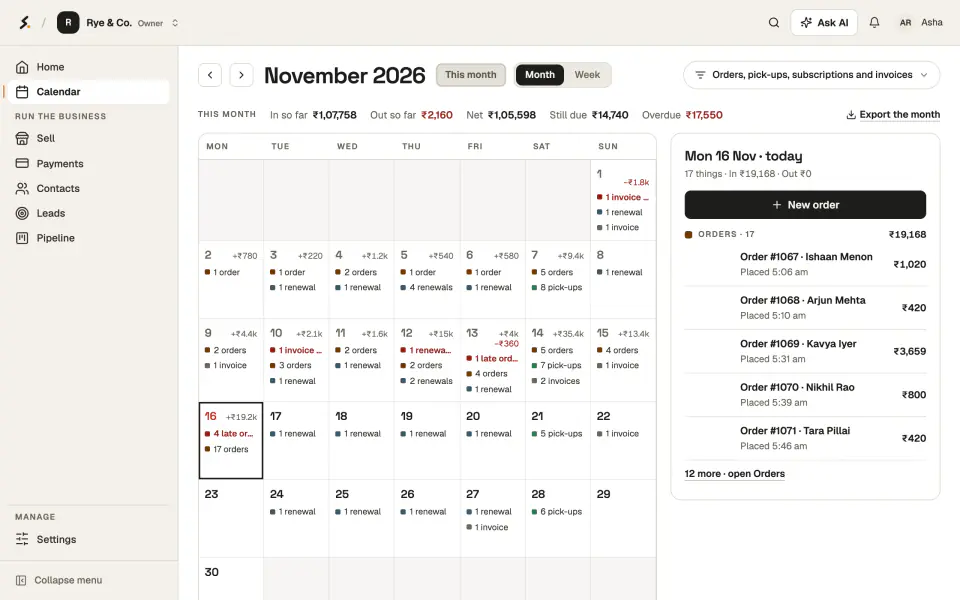 / R Rye & Co. Owner
Ask AI AR Asha
Home
Calendar
RUN THE BUSINESS
Sell
Payments
Contacts
Leads
Pipeline
MANAGE
Settings
Collapse menu
November 2026 This month Month Week Orders, pick-ups, subscriptions and invoices
THIS MONTH In so far ₹1,07,758 Out so far ₹2,160 Net ₹1,05,598 Still due ₹14,740 Overdue ₹17,550 Export the month
MON TUE WED THU FRI SAT SUN
1
−₹1.8k
1 invoice ...
1 renewal
1 invoice
2 +₹780 3 +₹220 4 +₹1.2k 5 +₹540 6 +₹580 7 +₹9.4k 8
1 order 1 order 2 orders 1 order 1 order 5 orders 1 renewal
1 renewal 1 renewal 4 renewals 1 renewal 8 pick-ups
9 +₹4.4k 10 +₹2.1k 11 +₹1.6k 12 +₹15k 13 +₹4k 14 +₹35.4k 15 +₹13.4k
−₹360
2 orders 1 invoice ... 2 orders 1 renewa... 1 late ord... 5 orders 4 orders
1 invoice 3 orders 1 renewal 2 orders 4 orders 7 pick-ups 1 invoice
1 renewal 2 renewals 1 renewal 2 invoices
16 +₹19.2k 17 18 19 20 21 22
4 late or... 1 renewal 1 renewal 1 renewal 1 renewal 5 pick-ups 1 invoice
17 orders
23 24 25 26 27 28 29
1 renewal 1 renewal 1 renewal 1 renewal 6 pick-ups
1 invoice
30
Mon 16 Nov · today
17 things · In ₹19,168 · Out ₹0
+ New order
ORDERS · 17 ₹19,168
Order #1067 · Ishaan Menon ₹1,020
Placed 5:06 am
Order #1068 · Arjun Mehta ₹420
Placed 5:10 am
Order #1069 · Kavya Iyer ₹3,659
Placed 5:31 am
Order #1070 · Nikhil Rao ₹800
Placed 5:39 am
Order #1071 · Tara Pillai ₹420
Placed 5:46 am
12 more · open Orders